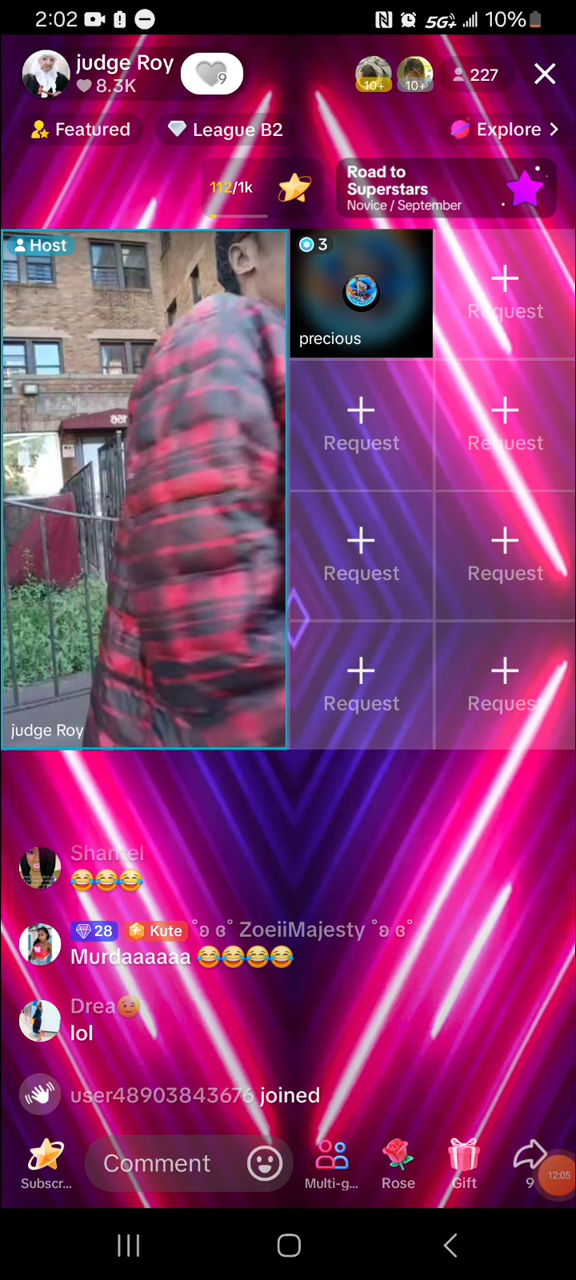 2:02
5G
10%
judge Roy
8.3K
9
10+
10+
227
Featured
League B2
Explore
112/1k
Road to
Superstars
Novice / September
Host
3
precious
Request
Request
Request
Request
Request
Request
Request
judge Roy
Shantel
😂😂😂
28
Kute
˚ʚ ɞ˚ ZoeiiMajesty ˚ʚ ɞ˚
Murdaaaaaa 😂😂😂😂
Drea😊
lol
user48903843676 joined
Comment
Subscr...
Multi-g...
Rose
Gift
9
12:05